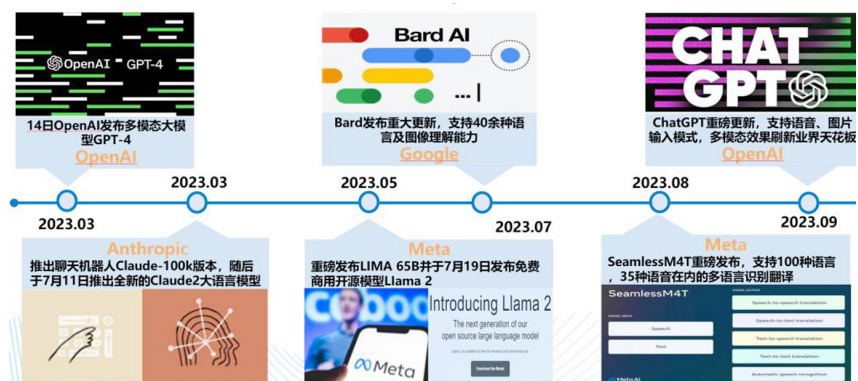 OpenAI GPT-4
14日OpenAI发布多模态大模
型GPT-4
OpenAI
Bard AI
Bard发布重大更新，支持40余种语
言及图像理解能力
Google
CHAT
GPT
ChatGPT重磅更新，支持语音、图片
输入模式，多模态效果刷新业界天花板
OpenAI
2023.03
2023.03
2023.05
2023.07
2023.08
2023.09
Anthropic
推出聊天机器人Claude-100k版本，随后
于7月11日推出全新的Claude2大语言模型
Meta
重磅发布LIMA 65B并于7月19日发布免费
商用开源模型Llama 2
Introducing Llama 2
The next generation of our
open source large language model
Download the Model
Meta
Meta
SeamlessM4T重磅发布，支持100种语言
，35种语音在内的多语言识别翻译
SeamlessM4T
MODEL INPUT
Speech
Text
Meta AI
MODEL OUTPUT
Speech-to-speech translation
Speech-to-text translation
Text-to-speech translation
Text-to-text translation
Automatic speech recognition